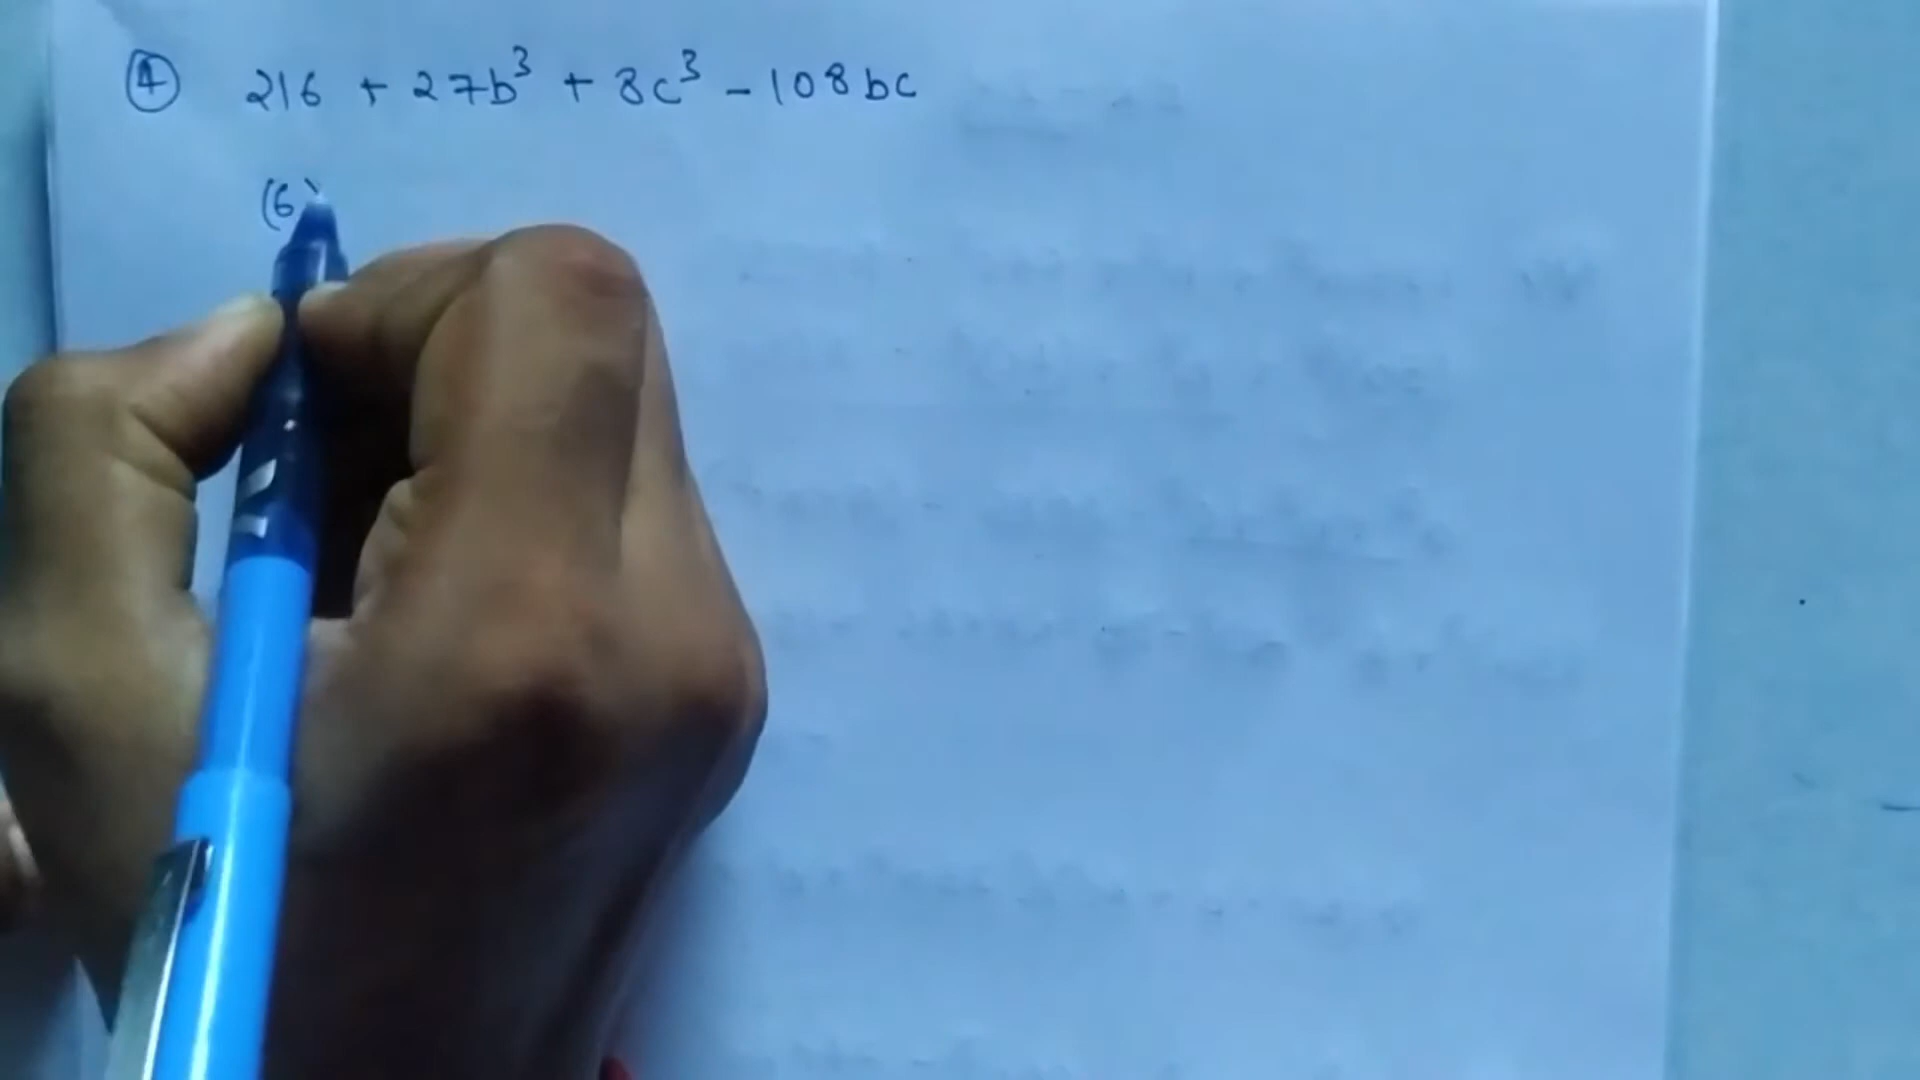 ④ 216 + 27b³ + 8c³ - 108bc
(6)